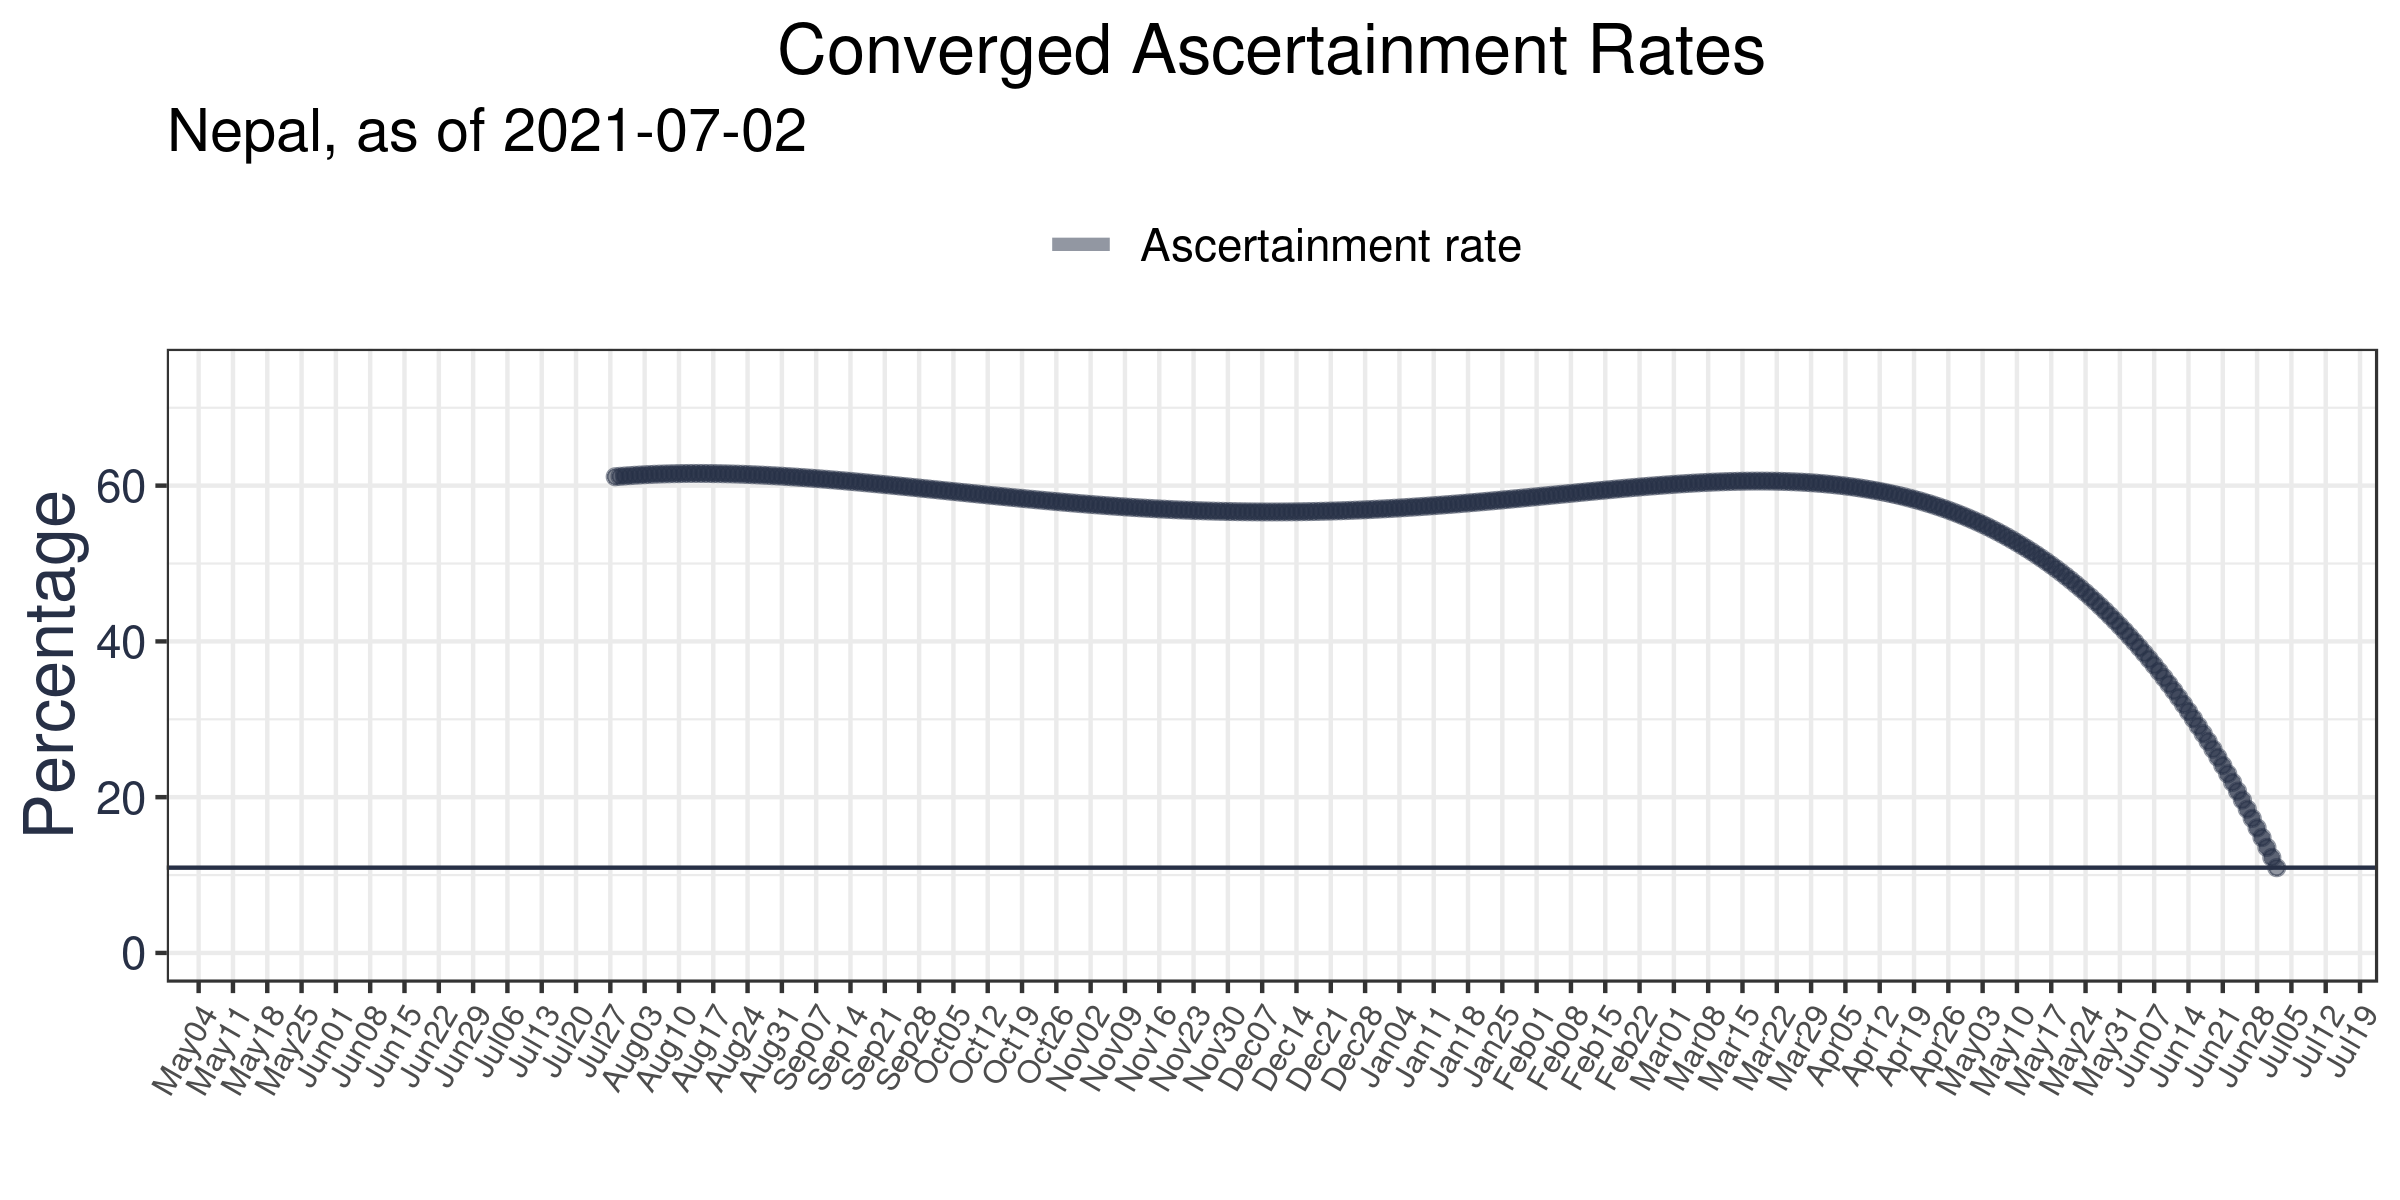 Converged Ascertainment Rates
Nepal, as of 2021-07-02
Ascertainment rate
Percentage
60
40
20
0
May04 May11 May18 May25 Jun01 Jun08 Jun15 Jun22 Jun29 Jul06 Jul13 Jul20 Jul27 Aug03 Aug10 Aug17 Aug24 Aug31 Sep07 Sep14 Sep21 Sep28 Oct05 Oct12 Oct19 Oct26 Nov02 Nov09 Nov16 Nov23 Nov30 Dec07 Dec14 Dec21 Dec28 Jan04 Jan11 Jan18 Jan25 Feb01 Feb08 Feb15 Feb22 Mar01 Mar08 Mar15 Mar22 Mar29 Apr05 Apr12 Apr19 Apr26 May03 May10 May17 May24 May31 Jun07 Jun14 Jun21 Jun28 Jul05 Jul12 Jul19